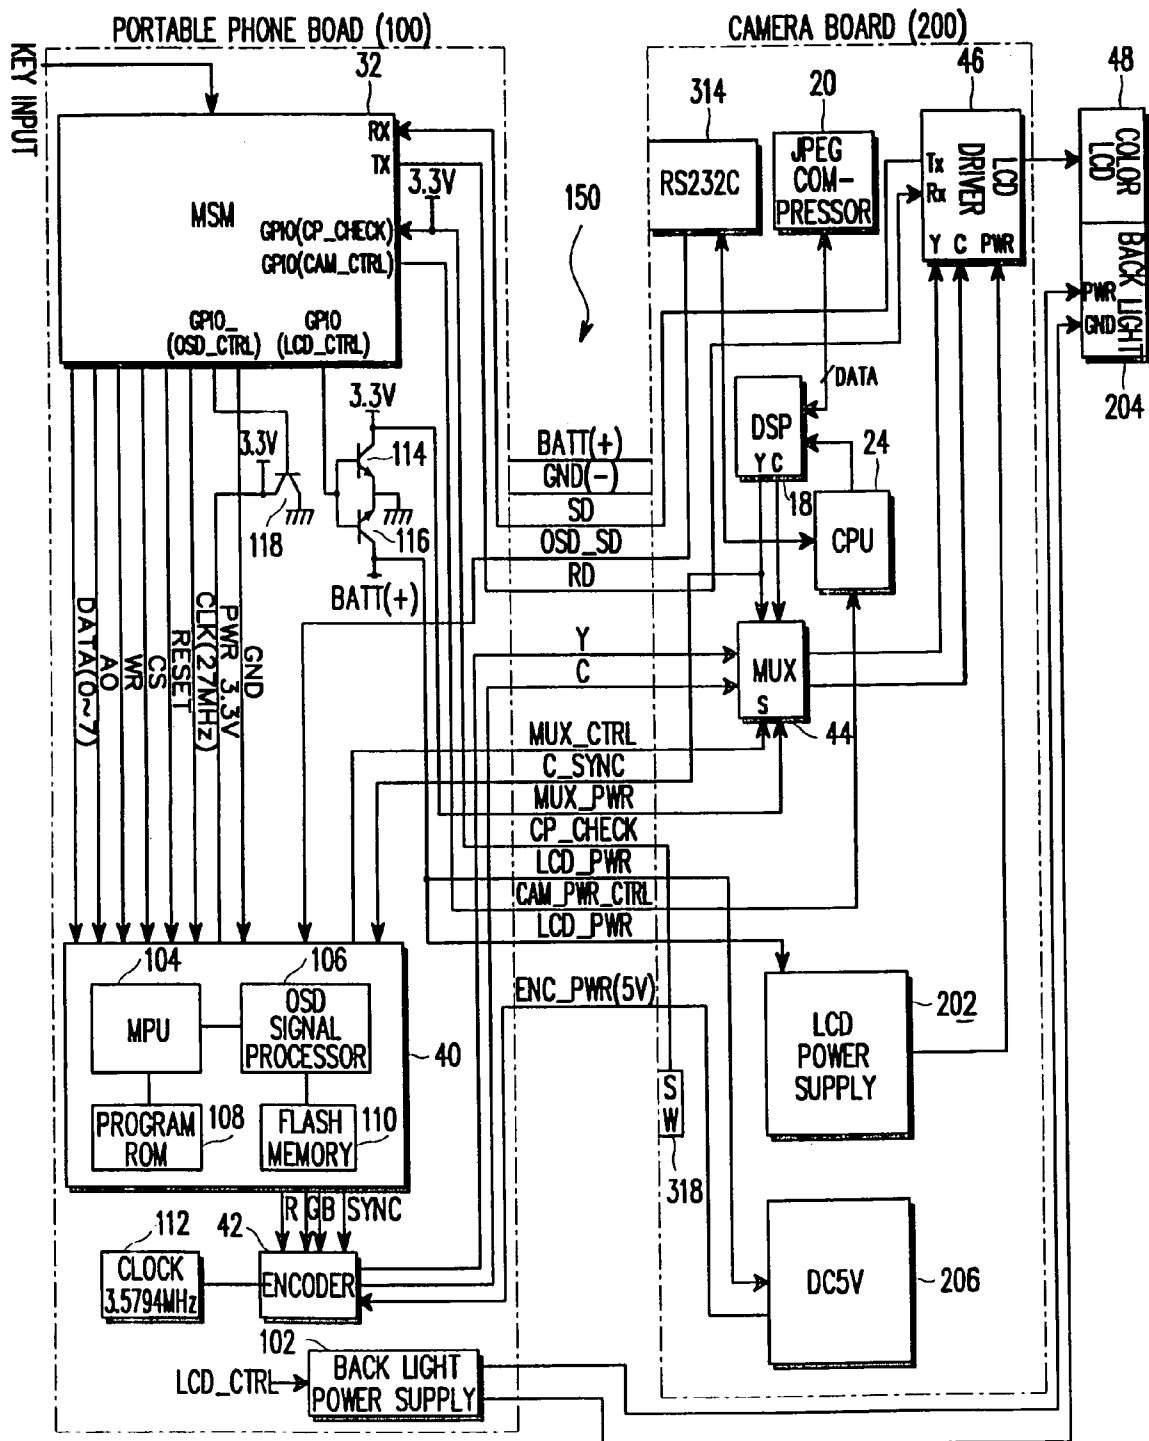 PORTABLE PHONE BOAD (100)
CAMERA BOARD (200)
KEY INPUT
32
RX
TX
3.3V
MSM
GPIO(CP_CHECK)
GPIO(CAM_CTRL)
GPIO_
(OSD_CTRL)
GPIO
(LCD_CTRL)
314
RS232C
20
JPEG
COM-
PRESSOR
46
LCD
DRIVER
Tx
Rx
Y C PWR
48
COLOR
LCD
BACK LIGHT
PWR
GND
204
150
3.3V
3.3V
114
116
118
BATT(+)
BATT(+)
GND(-)
SD
OSD_SD
RD
DATA
DSP
Y C
18
24
CPU
DATA(0~7)
AO
WR
CS
RESET
CLK(27MHz)
PWR 3.3V
GND
Y
C
MUX
S
44
MUX_CTRL
C_SYNC
MUX_PWR
CP_CHECK
LCD_PWR
CAM_PWR_CTRL
LCD_PWR
ENC_PWR(5V)
104
MPU
106
OSD
SIGNAL
PROCESSOR
40
PROGRAM
ROM
108
FLASH
MEMORY
110
LCD
POWER
SUPPLY
202
SW
318
R GB SYNC
112
CLOCK
3.5794MHz
42
ENCODER
DC5V
206
102
LCD_CTRL
BACK LIGHT
POWER SUPPLY